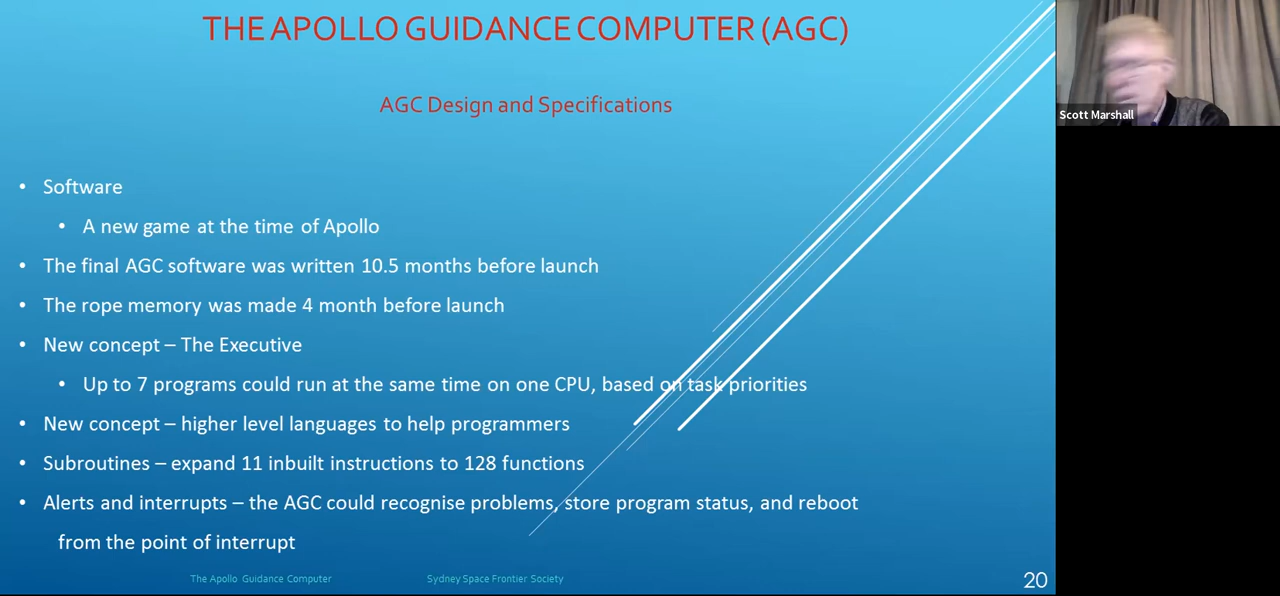 THE APOLLO GUIDANCE COMPUTER (AGC)
AGC Design and Specifications
Scott Marshall
• Software
• A new game at the time of Apollo
• The final AGC software was written 10.5 months before launch
• The rope memory was made 4 month before launch
• New concept – The Executive
• Up to 7 programs could run at the same time on one CPU, based on task priorities
• New concept – higher level languages to help programmers
• Subroutines – expand 11 inbuilt instructions to 128 functions
• Alerts and interrupts – the AGC could recognise problems, store program status, and reboot
from the point of interrupt
The Apollo Guidance Computer
Sydney Space Frontier Society
20